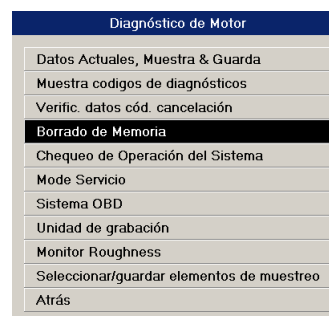 Diagnóstico de Motor
Datos Actuales, Muestra & Guarda
Muestra codigos de diagnósticos
Verific. datos cód. cancelación
Borrado de Memoria
Chequeo de Operación del Sistema
Mode Servicio
Sistema OBD
Unidad de grabación
Monitor Roughness
Seleccionar/guardar elementos de muestreo
Atrás